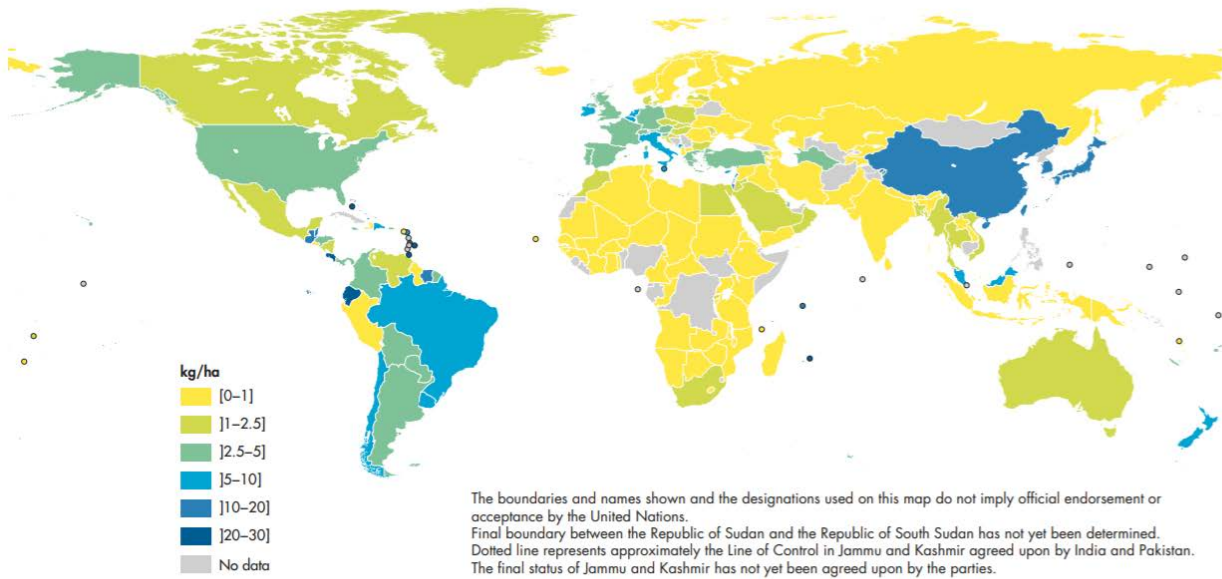 kg/ha
[0–1]
]1–2.5]
]2.5–5]
]5–10]
]10–20]
]20–30]
No data
The boundaries and names shown and the designations used on this map do not imply official endorsement or
acceptance by the United Nations.
Final boundary between the Republic of Sudan and the Republic of South Sudan has not yet been determined.
Dotted line represents approximately the Line of Control in Jammu and Kashmir agreed upon by India and Pakistan.
The final status of Jammu and Kashmir has not yet been agreed upon by the parties.